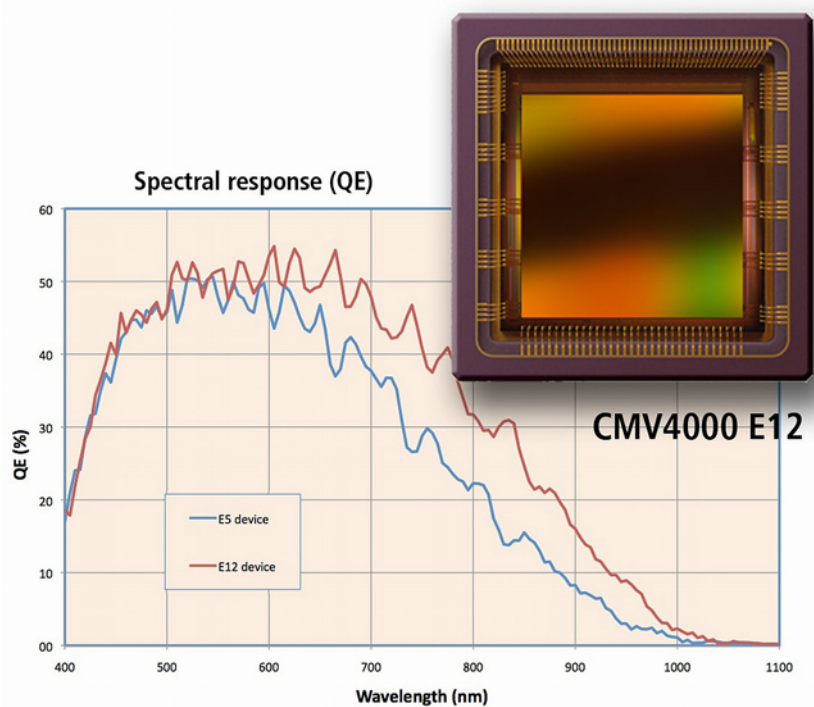 Spectral response (QE)
60
50
40
30
20
10
00
QE (%)
E5 device
E12 device
400 500 600 700 800 900 1000 1100
Wavelength (nm)
CMV4000 E12